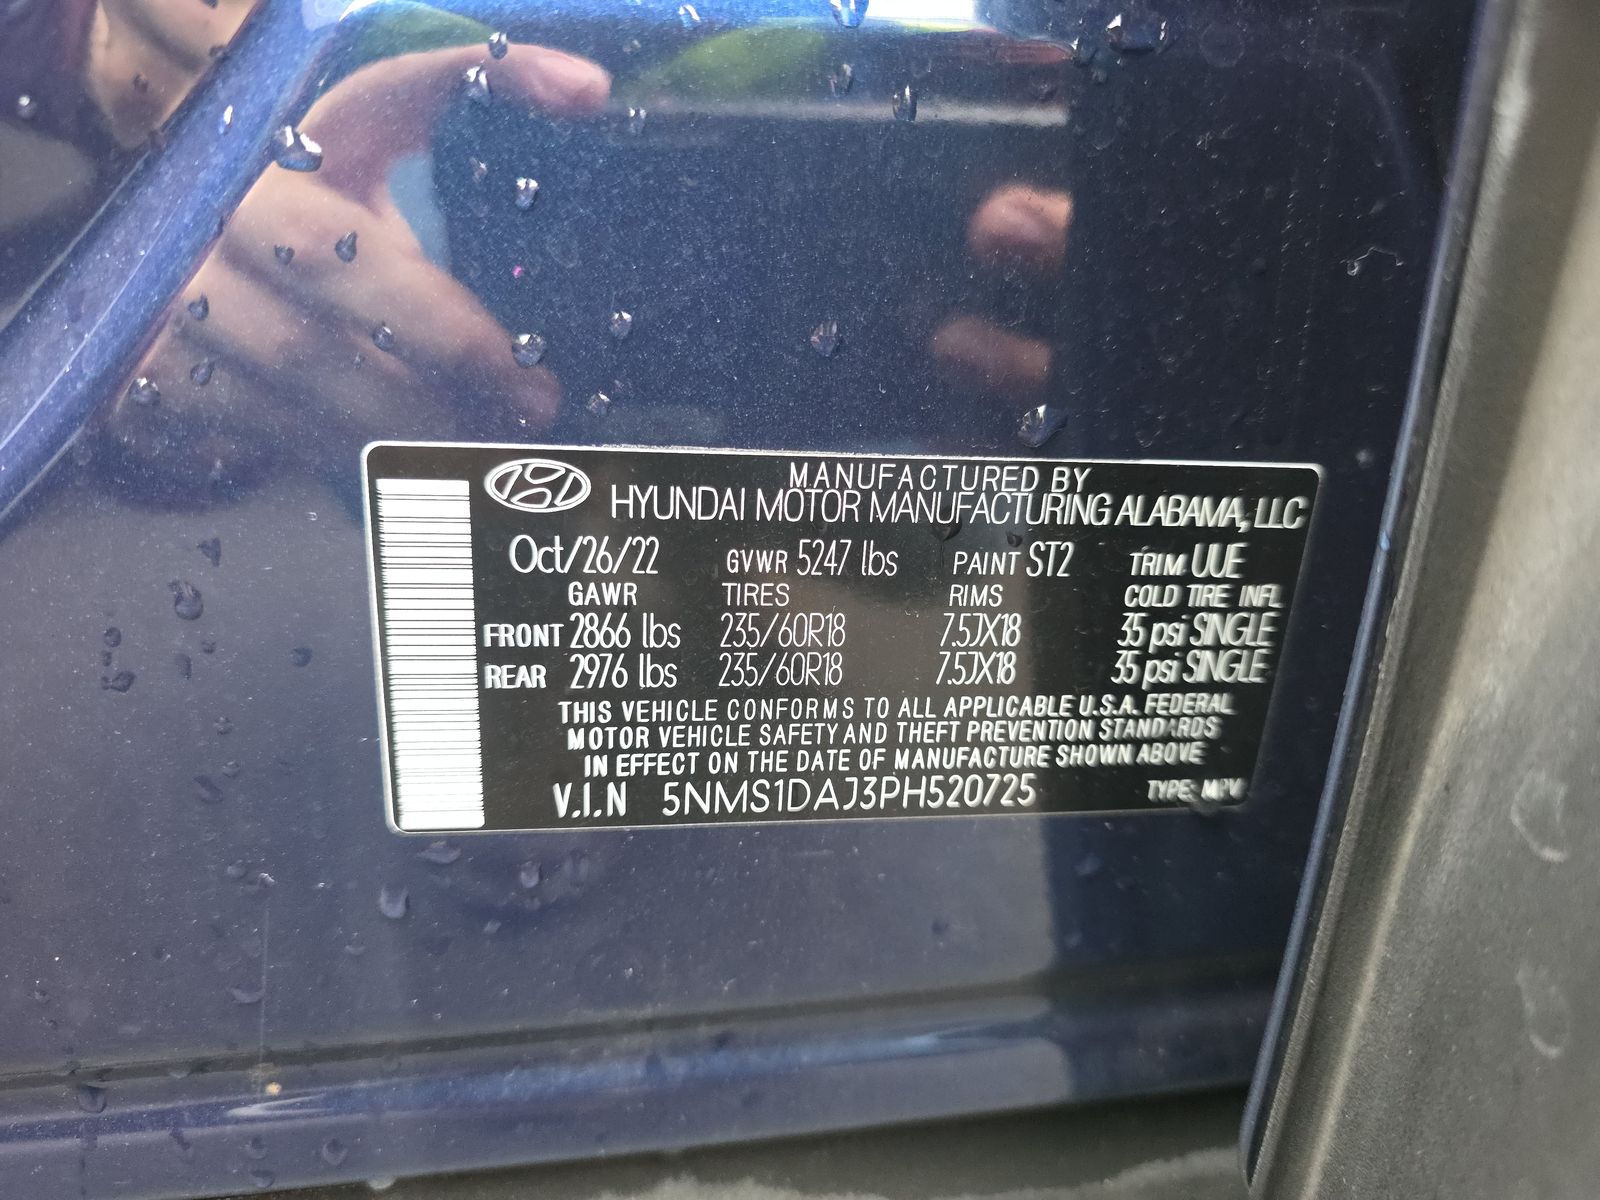 MANUFACTURED BY
HYUNDAI MOTOR MANUFACTURING ALABAMA, LLC
Oct/26/22 GVWR 5247 lbs PAINT ST2 TRIM UUE
GAWR TIRES RIMS COLD TIRE INFL
FRONT 2866 lbs 235/60R18 7.5JX18 35 psi SINGLE
REAR 2976 lbs 235/60R18 7.5JX18 35 psi SINGLE
THIS VEHICLE CONFORMS TO ALL APPLICABLE U.S.A. FEDERAL
MOTOR VEHICLE SAFETY AND THEFT PREVENTION STANDARDS
IN EFFECT ON THE DATE OF MANUFACTURE SHOWN ABOVE
V.I.N 5NMS1DAJ3PH520725 TYPE: MPV